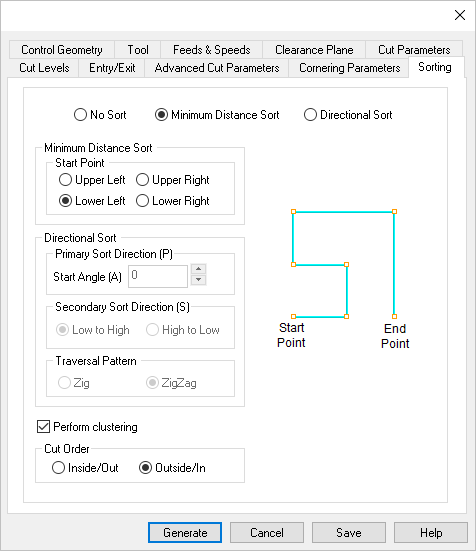 Control Geometry Tool Feeds & Speeds Clearance Plane Cut Parameters
Cut Levels Entry/Exit Advanced Cut Parameters Cornering Parameters Sorting
No Sort Minimum Distance Sort Directional Sort
Minimum Distance Sort
Start Point
Upper Left Upper Right
Lower Left Lower Right
Directional Sort
Primary Sort Direction (P)
Start Angle (A) 0
Secondary Sort Direction (S)
Low to High High to Low
Traversal Pattern
Zig ZigZag
Start Point
End Point
Perform clustering
Cut Order
Inside/Out Outside/In
Generate Cancel Save Help